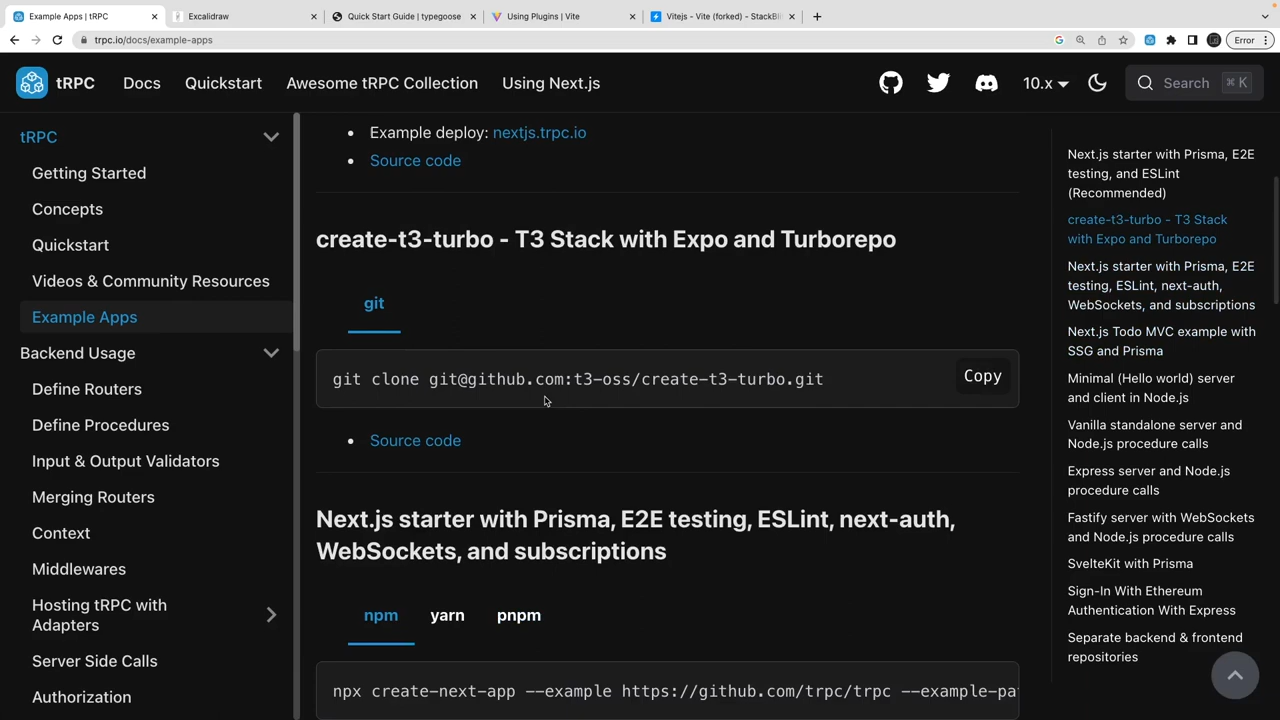 Example Apps | tRPC
Excalidraw
Quick Start Guide | typegoose
Using Plugins | Vite
Vitejs - Vite (forked) - StackBli
trpc.io/docs/example-apps
Error
tRPC
Docs
Quickstart
Awesome tRPC Collection
Using Next.js
10.x
Search
⌘ K
tRPC
Getting Started
Concepts
Quickstart
Videos & Community Resources
Example Apps
Backend Usage
Define Routers
Define Procedures
Input & Output Validators
Merging Routers
Context
Middlewares
Hosting tRPC with
Adapters
Server Side Calls
Authorization
Example deploy: nextjs.trpc.io
Source code
create-t3-turbo - T3 Stack with Expo and Turborepo
git
git clone git@github.com:t3-oss/create-t3-turbo.git
Copy
Source code
Next.js starter with Prisma, E2E testing, ESLint, next-auth,
WebSockets, and subscriptions
npm
yarn
pnpm
npx create-next-app --example https://github.com/trpc/trpc --example-pa
Next.js starter with Prisma, E2E
testing, and ESLint
(Recommended)
create-t3-turbo - T3 Stack
with Expo and Turborepo
Next.js starter with Prisma, E2E
testing, ESLint, next-auth,
WebSockets, and subscriptions
Next.js Todo MVC example with
SSG and Prisma
Minimal (Hello world) server
and client in Node.js
Vanilla standalone server and
Node.js procedure calls
Express server and Node.js
procedure calls
Fastify server with WebSockets
and Node.js procedure calls
SvelteKit with Prisma
Sign-In With Ethereum
Authentication With Express
Separate backend & frontend
repositories